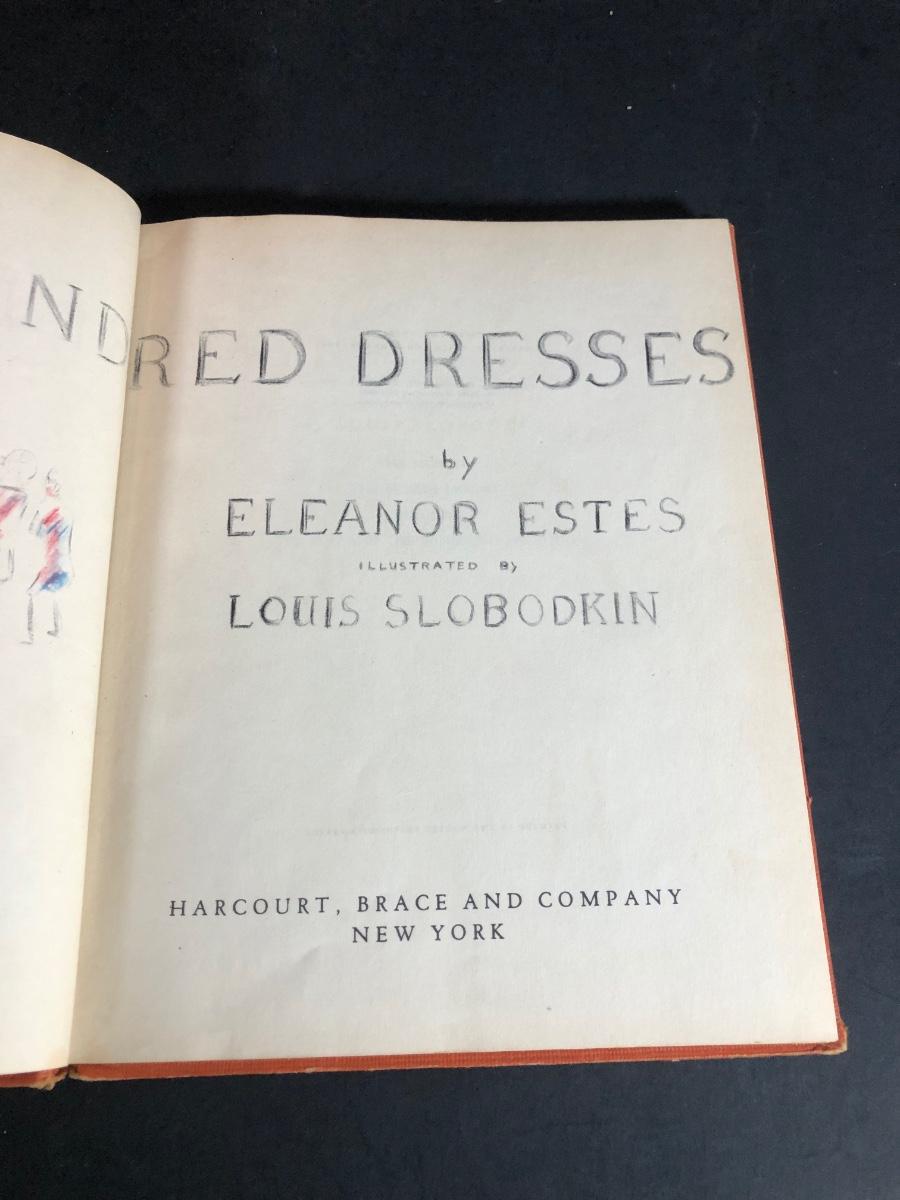 NDRED DRESSES
by
ELEANOR ESTES
ILLUSTRATED By
LOUIS SLOBODKIN
HARCOURT, BRACE AND COMPANY
NEW YORK